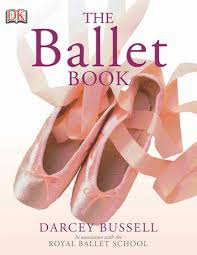 DK
THE
Ballet
BOOK
DARCEY BUSSELL
In association with the
ROYAL BALLET SCHOOL